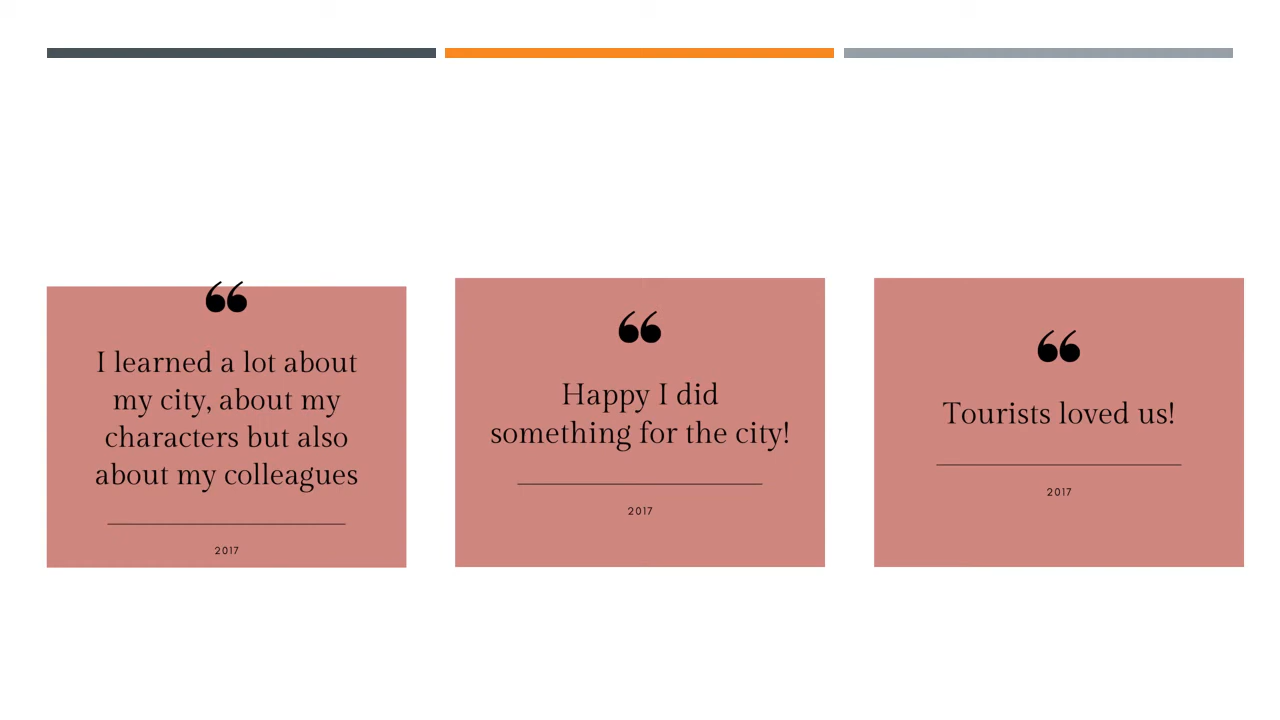 “
I learned a lot about
my city, about my
characters but also
about my colleagues
2017
“
Happy I did
something for the city!
2017
“
Tourists loved us!
2017